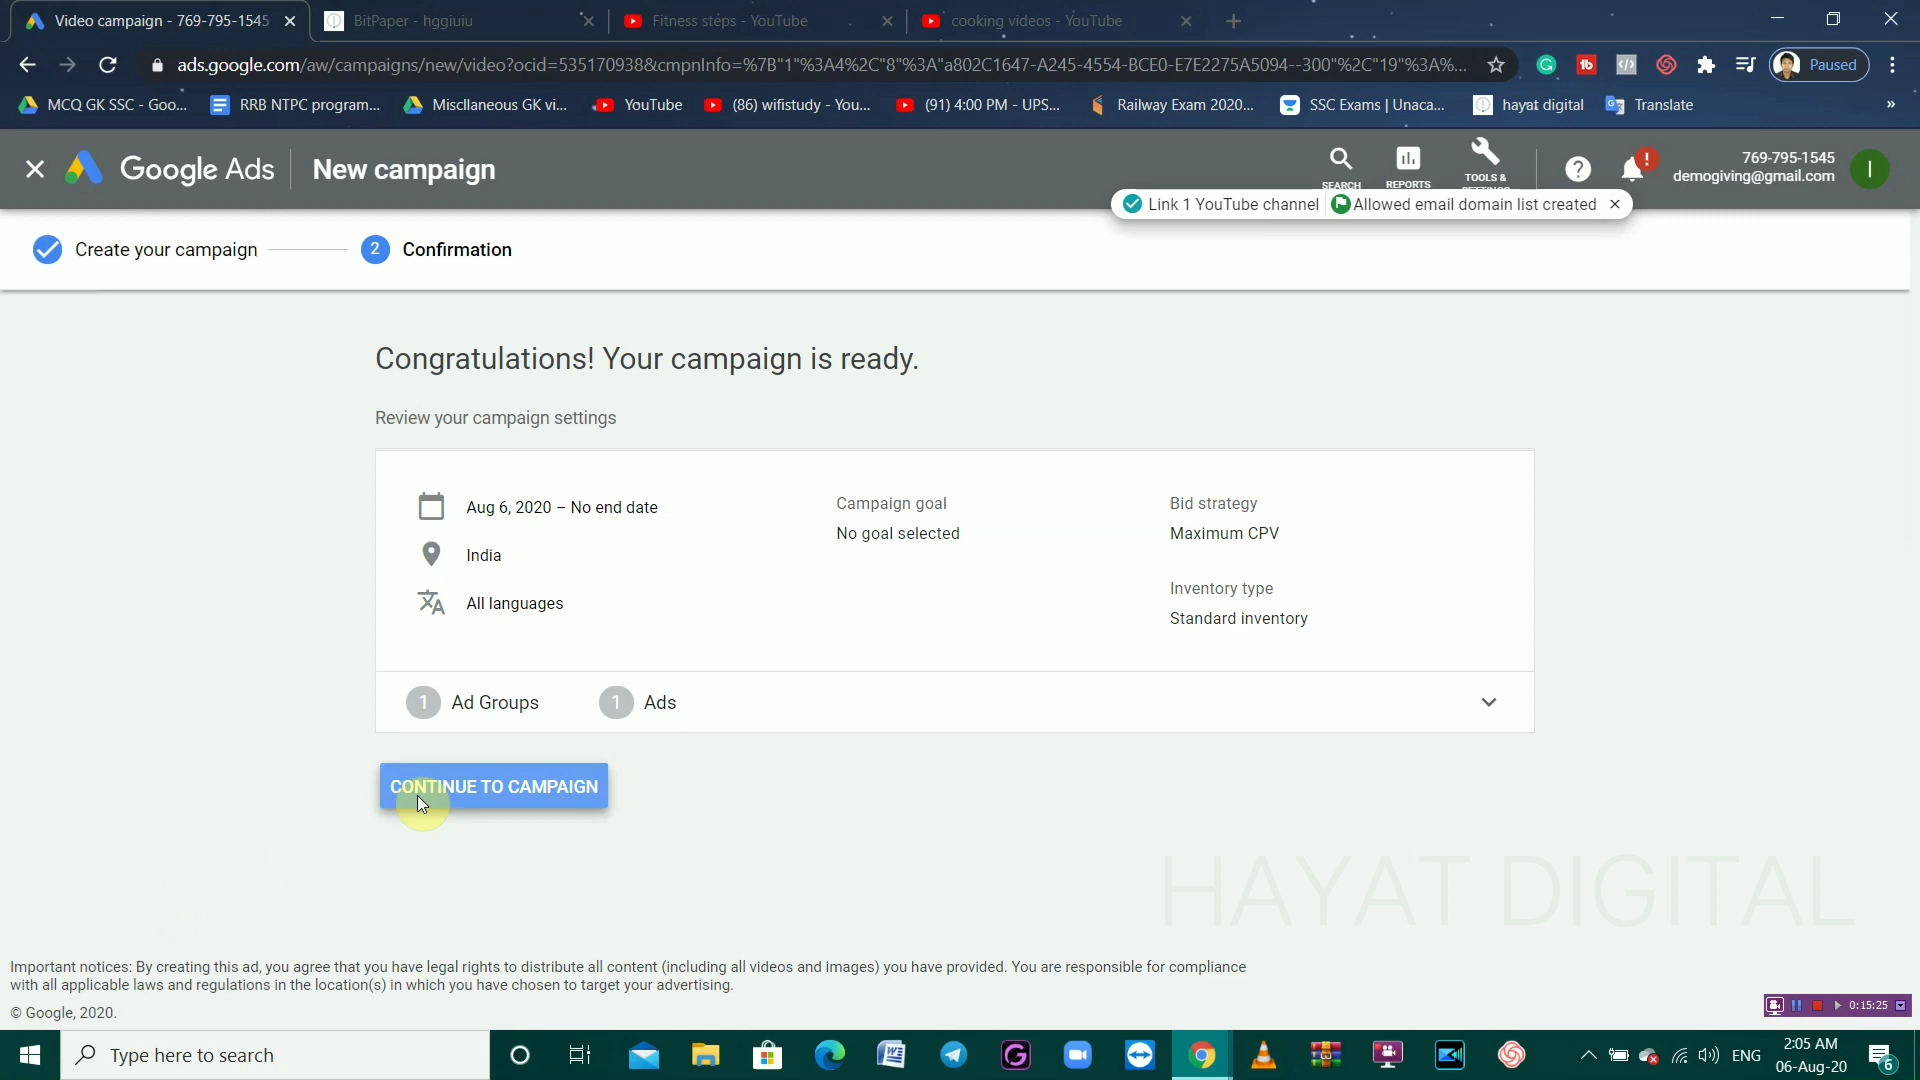 Video campaign - 769-795-1545
BitPaper - hggiuiu
Fitness steps - YouTube
cooking videos - YouTube
ads.google.com/aw/campaigns/new/video?ocid=535170938&cmpnInfo=%7B"1"%3A4%2C"8"%3A"a802C1647-A245-4554-BCE0-E7E2275A5094--300"%2C"19"%3A%...
Paused
MCQ GK SSC - Goo...
RRB NTPC program...
Miscllaneous GK vi...
YouTube
(86) wifistudy - You...
(91) 4:00 PM - UPS...
Railway Exam 2020...
SSC Exams | Unaca...
hayat digital
Translate
»
Google Ads
New campaign
SEARCH
REPORTS
TOOLS &
769-795-1545
demogiving@gmail.com
I
Link 1 YouTube channel
Allowed email domain list created
Create your campaign
2
Confirmation
Congratulations! Your campaign is ready.
Review your campaign settings
Aug 6, 2020 – No end date
India
All languages
Campaign goal
No goal selected
Bid strategy
Maximum CPV
Inventory type
Standard inventory
1 Ad Groups
1 Ads
CONTINUE TO CAMPAIGN
HAYAT DIGITAL
Important notices: By creating this ad, you agree that you have legal rights to distribute all content (including all videos and images) you have provided. You are responsible for compliance
with all applicable laws and regulations in the location(s) in which you have chosen to target your advertising.
© Google, 2020.
0:15:25
Type here to search
ENG
2:05 AM
06-Aug-20
6